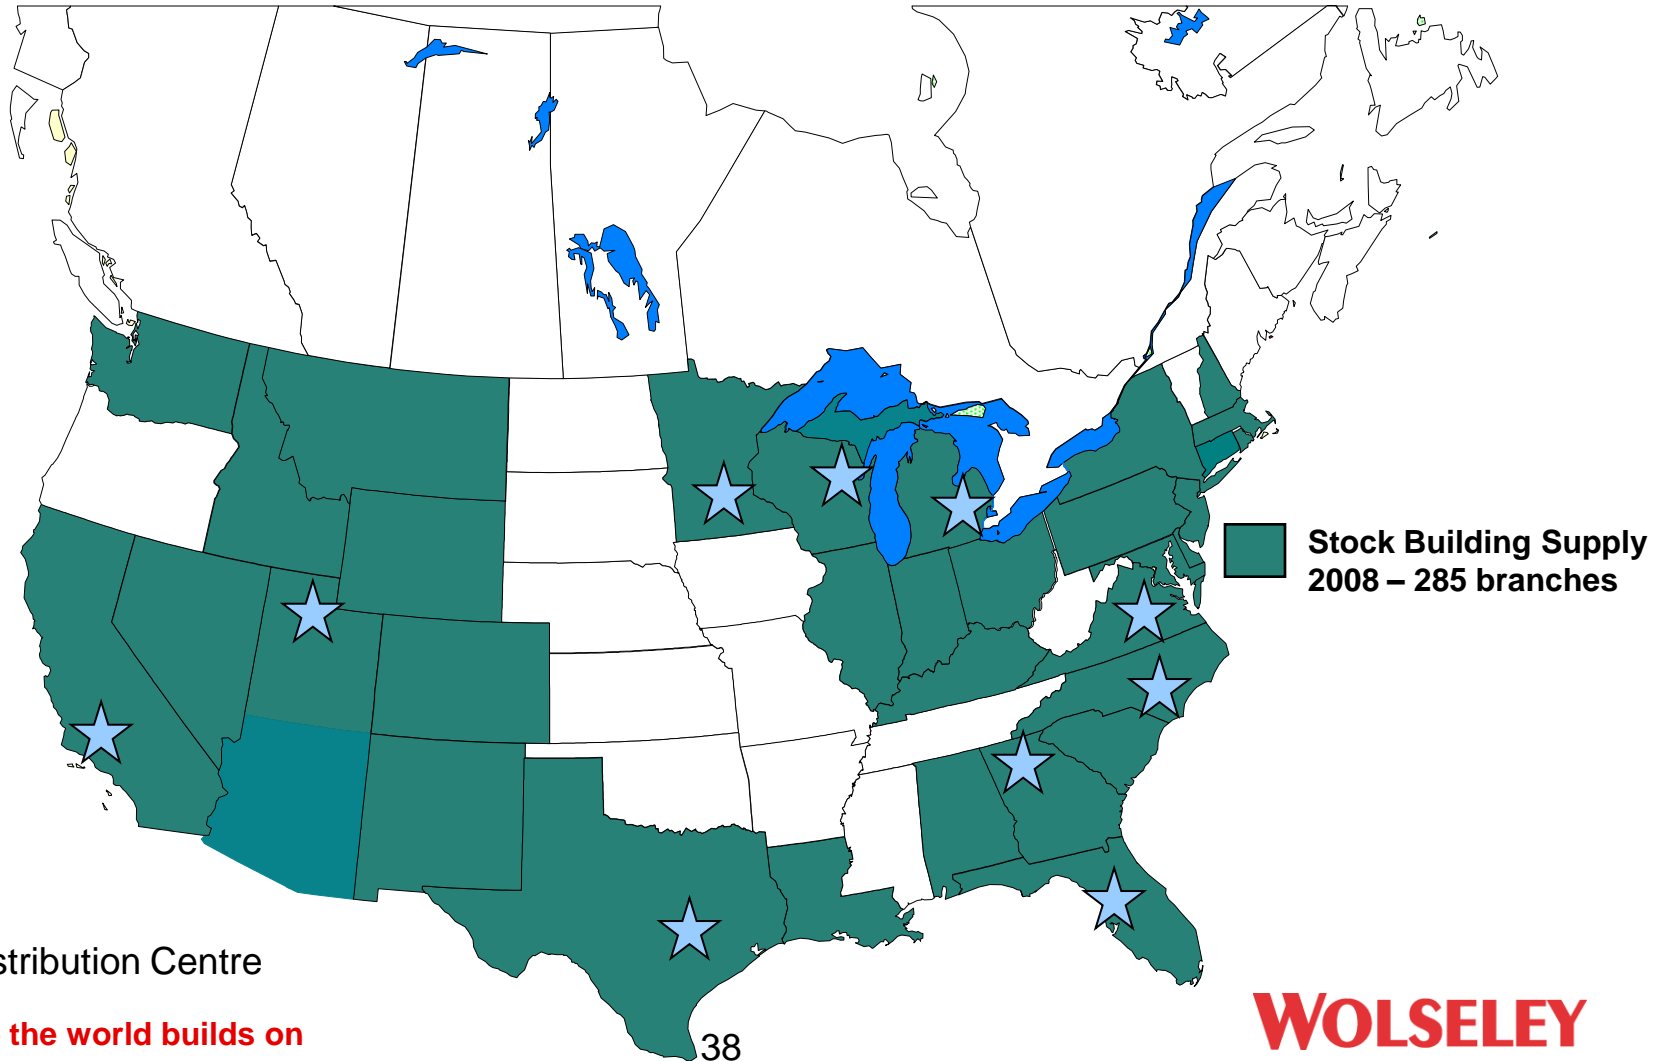 Stock Building Supply
2008 – 285 branches
stribution Centre
the world builds on
38
WOLSELEY